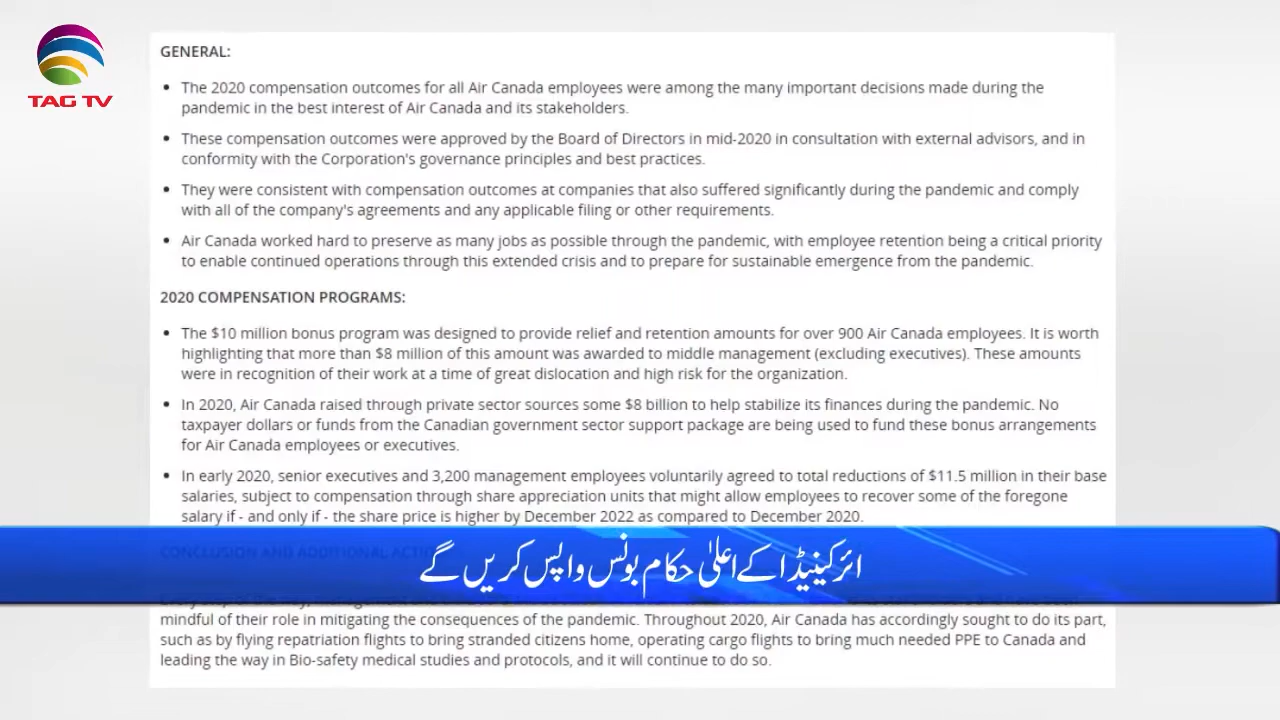 TAG TV
GENERAL:
• The 2020 compensation outcomes for all Air Canada employees were among the many important decisions made during the
pandemic in the best interest of Air Canada and its stakeholders.
• These compensation outcomes were approved by the Board of Directors in mid-2020 in consultation with external advisors, and in
conformity with the Corporation's governance principles and best practices.
• They were consistent with compensation outcomes at companies that also suffered significantly during the pandemic and comply
with all of the company's agreements and any applicable filing or other requirements.
• Air Canada worked hard to preserve as many jobs as possible through the pandemic, with employee retention being a critical priority
to enable continued operations through this extended crisis and to prepare for sustainable emergence from the pandemic.
2020 COMPENSATION PROGRAMS:
• The $10 million bonus program was designed to provide relief and retention amounts for over 900 Air Canada employees. It is worth
highlighting that more than $8 million of this amount was awarded to middle management (excluding executives). These amounts
were in recognition of their work at a time of great dislocation and high risk for the organization.
• In 2020, Air Canada raised through private sector sources some $8 billion to help stabilize its finances during the pandemic. No
taxpayer dollars or funds from the Canadian government sector support package are being used to fund these bonus arrangements
for Air Canada employees or executives.
• In early 2020, senior executives and 3,200 management employees voluntarily agreed to total reductions of $11.5 million in their base
salaries, subject to compensation through share appreciation units that might allow employees to recover some of the foregone
salary if - and only if - the share price is higher by December 2022 as compared to December 2020.
CONCLUSION AND ADDITIONAL
ائرکینیڈا کے اعلیٰ حکام بونس واپس کریں گے
mindful of their role in mitigating the consequences of the pandemic. Throughout 2020, Air Canada has accordingly sought to do its part,
such as by flying repatriation flights to bring stranded citizens home, operating cargo flights to bring much needed PPE to Canada and
leading the way in Bio-safety medical studies and protocols, and it will continue to do so.